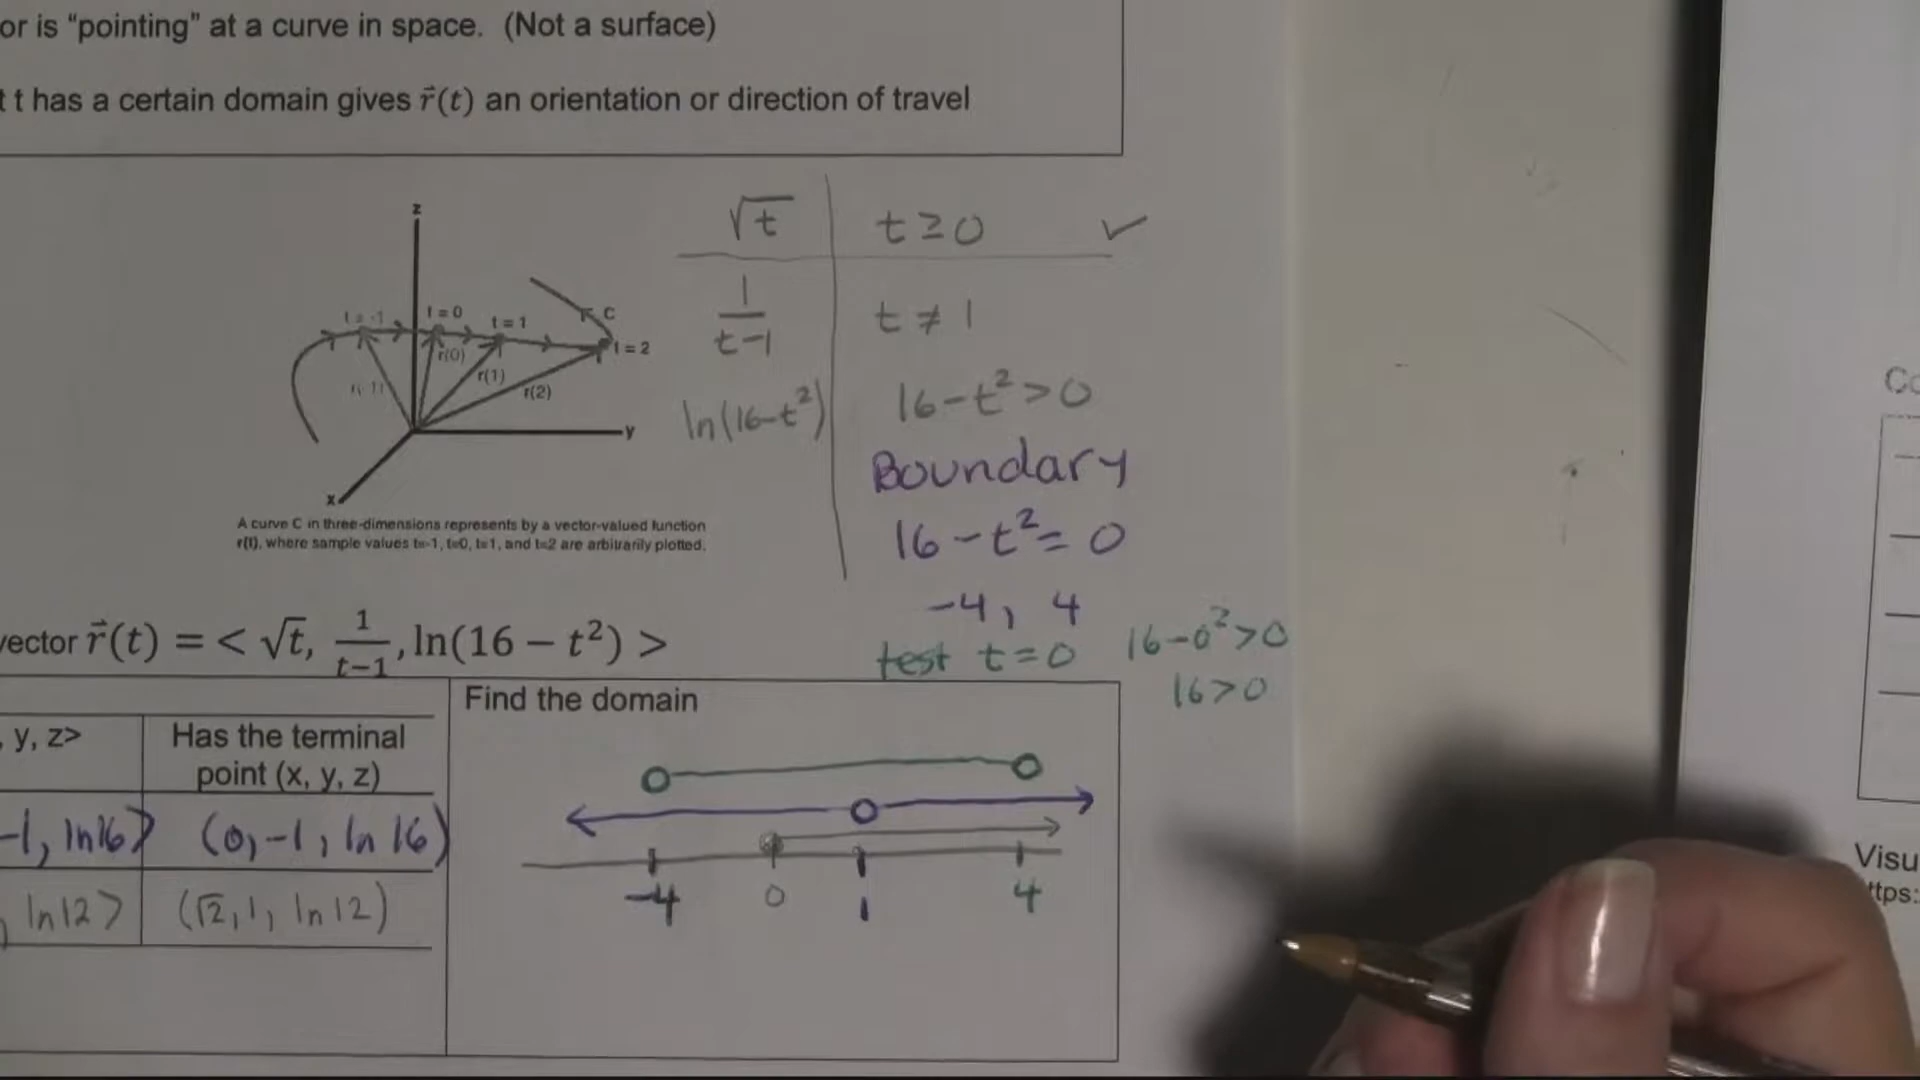 or is “pointing” at a curve in space. (Not a surface)
t t has a certain domain gives r⃗(t) an orientation or direction of travel
√t t ≥ 0 ✓
1/(t-1) t ≠ 1
ln(16-t²) 16-t² > 0
Boundary
16-t² = 0
-4, 4
test t=0 16-0²>0
16>0
z
t = -1
t = 0
t = 1
C
t = 2
r(0)
r(1)
r(2)
y
x
A curve C in three-dimensions represents by a vector-valued function
r(t), where sample values t=-1, t=0, t=1, and t=2 are arbitrarily plotted.
vector r⃗(t) = < √t, 1/(t−1), ln(16 − t²) >
, y, z>
Has the terminal
point (x, y, z)
-1, ln16> (0, -1, ln 16)
, ln12> (√2, 1, ln 12)
Find the domain
-4 0 1 4
Co
Visu
ttps: